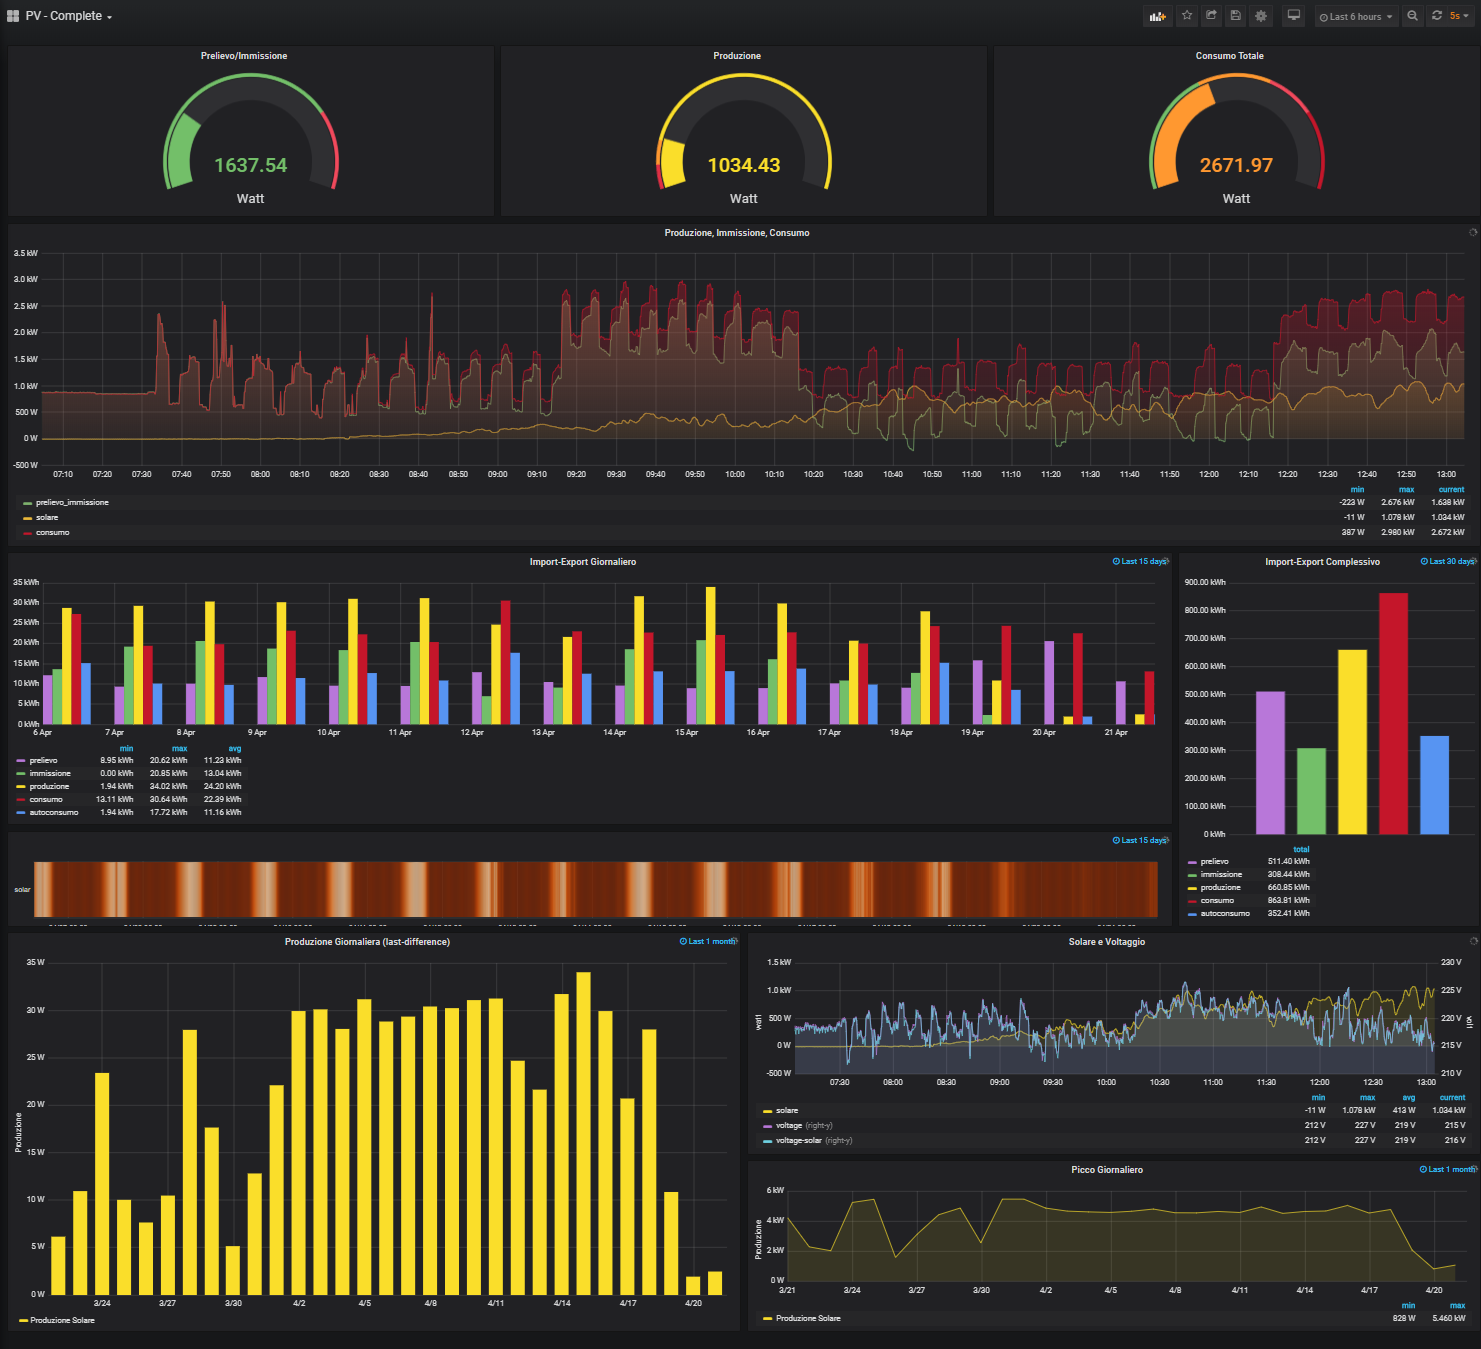 PV - Complete
Last 6 hours
5s
Prelievo/Immissione
Produzione
Consumo Totale
1637.54
1034.43
2671.97
Watt
Watt
Watt
Produzione, Immissione, Consumo
3.5 kW
3.0 kW
2.5 kW
2.0 kW
1.5 kW
1.0 kW
500 W
0 W
-500 W
07:10 07:20 07:30 07:40 07:50 08:00 08:10 08:20 08:30 08:40 08:50 09:00 09:10 09:20 09:30 09:40 09:50 10:00 10:10 10:20 10:30 10:40 10:50 11:00 11:10 11:20 11:30 11:40 11:50 12:00 12:10 12:20 12:30 12:40 12:50 13:00
min max current
prelievo_immissione -223 W 2.676 kW 1.638 kW
solare -11 W 1.078 kW 1.034 kW
consumo 387 W 2.980 kW 2.672 kW
Import-Export Giornaliero
Last 15 days
35 kWh
30 kWh
25 kWh
20 kWh
15 kWh
10 kWh
5 kWh
0 kWh
6 Apr 7 Apr 8 Apr 9 Apr 10 Apr 11 Apr 12 Apr 13 Apr 14 Apr 15 Apr 16 Apr 17 Apr 18 Apr 19 Apr 20 Apr 21 Apr
min max avg
prelievo 8.95 kWh 20.62 kWh 11.23 kWh
immissione 0.00 kWh 20.85 kWh 13.04 kWh
produzione 1.94 kWh 34.02 kWh 24.20 kWh
consumo 13.11 kWh 30.64 kWh 22.39 kWh
autoconsumo 1.94 kWh 17.72 kWh 11.16 kWh
Import-Export Complessivo
Last 30 days
900.00 kWh
800.00 kWh
700.00 kWh
600.00 kWh
500.00 kWh
400.00 kWh
300.00 kWh
200.00 kWh
100.00 kWh
0 kWh
total
prelievo 511.40 kWh
immissione 308.44 kWh
produzione 660.85 kWh
consumo 863.81 kWh
autoconsumo 352.41 kWh
Last 15 days
solar
Produzione Giornaliera (last-difference)
Last 1 month
35 W
30 W
25 W
20 W
15 W
10 W
5 W
0 W
Produzione
3/24 3/27 3/30 4/2 4/5 4/8 4/11 4/14 4/17 4/20
Produzione Solare
Solare e Voltaggio
1.5 kW
1.0 kW
500 W
0 W
-500 W
watt
230 V
225 V
220 V
215 V
210 V
volt
07:30 08:00 08:30 09:00 09:30 10:00 10:30 11:00 11:30 12:00 12:30 13:00
min max avg current
solare -11 W 1.078 kW 413 W 1.034 kW
voltage (right-y) 212 V 227 V 219 V 215 V
voltage-solar (right-y) 212 V 227 V 219 V 216 V
Picco Giornaliero
Last 1 month
6 kW
4 kW
2 kW
0 W
Produzione
3/21 3/24 3/27 3/30 4/2 4/5 4/8 4/11 4/14 4/17 4/20
min max
Produzione Solare 828 W 5.460 kW